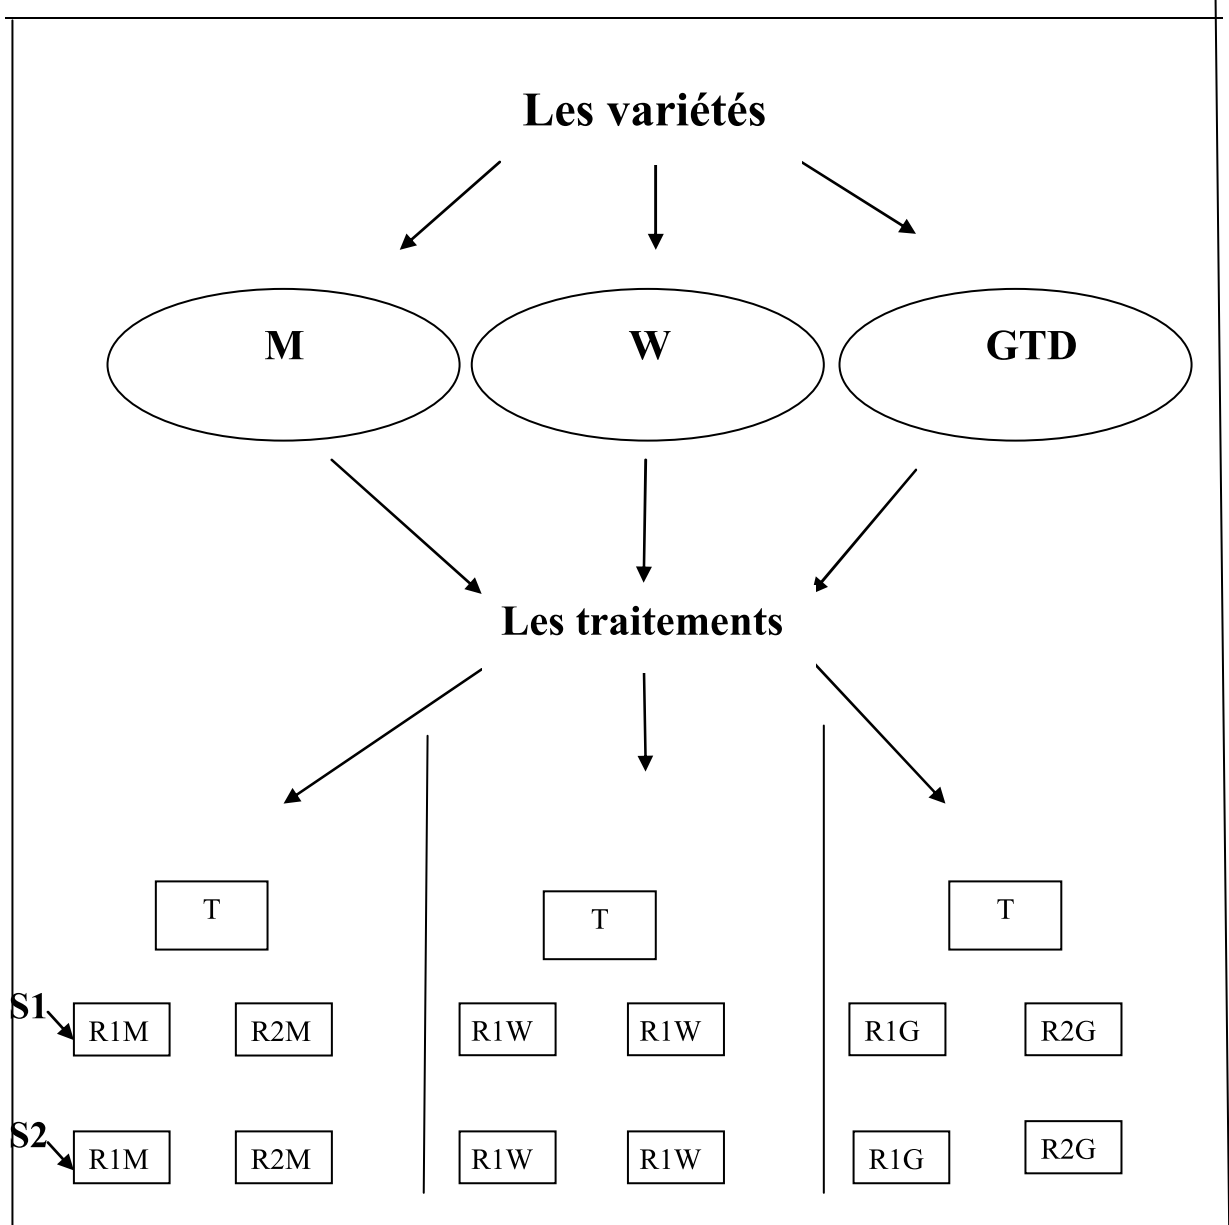 Les variétés
M W GTD
Les traitements
T T T
S1 R1M R2M R1W R1W R1G R2G
S2 R1M R2M R1W R1W R1G R2G